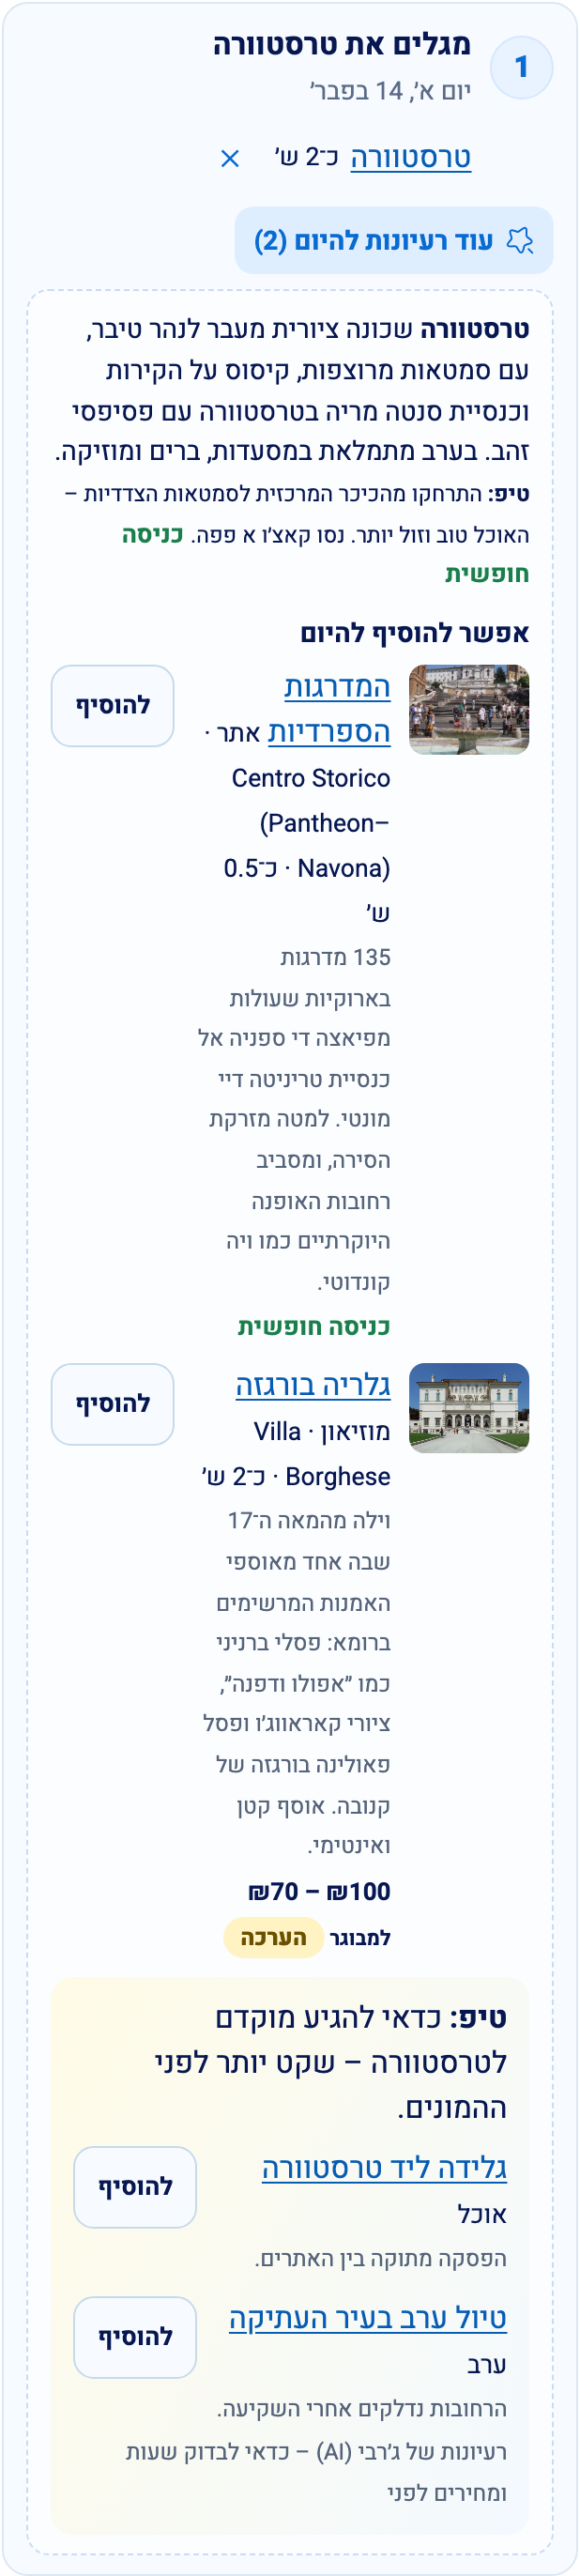 1
מגלים את טרסטוורה
יום א׳, 14 בפבר׳
טרסטוורה כ־2 ש׳ ×
עוד רעיונות להיום (2)
טרסטוורה שכונה ציורית מעבר לנהר טיבר,
עם סמטאות מרוצפות, קיסוס על הקירות
וכנסיית סנטה מריה בטרסטוורה עם פסיפסי
זהב. בערב מתמלאת במסעדות, ברים ומוזיקה.
טיפ: התרחקו מהכיכר המרכזית לסמטאות הצדדיות –
האוכל טוב וזול יותר. נסו קאצ׳ו א פפה. כניסה
חופשית
אפשר להוסיף להיום
המדרגות
הספרדיות אתר ·
Centro Storico
(Pantheon–
Navona) · כ־0.5
ש׳
להוסיף
135 מדרגות
בארוקיות שעולות
מפיאצה די ספניה אל
כנסיית טריניטה דיי
מונטי. למטה מזרקת
הסירה, ומסביב
רחובות האופנה
היוקרתיים כמו ויה
קונדוטי.
כניסה חופשית
גלריה בורגזה
מוזיאון · Villa
Borghese · כ־2 ש׳
להוסיף
וילה מהמאה ה־17
שבה אחד מאוספי
האמנות המרשימים
ברומא: פסלי ברניני
כמו ״אפולו ודפנה״,
ציורי קאראווג׳ו ופסל
פאולינה בורגזה של
קנובה. אוסף קטן
ואינטימי.
₪70 – ₪100
למבוגר הערכה
טיפ: כדאי להגיע מוקדם
לטרסטוורה – שקט יותר לפני
ההמונים.
גלידה ליד טרסטוורה
אוכל
להוסיף
הפסקה מתוקה בין האתרים.
טיול ערב בעיר העתיקה
ערב
להוסיף
הרחובות נדלקים אחרי השקיעה.
רעיונות של ג׳רבי (AI) – כדאי לבדוק שעות
ומחירים לפני